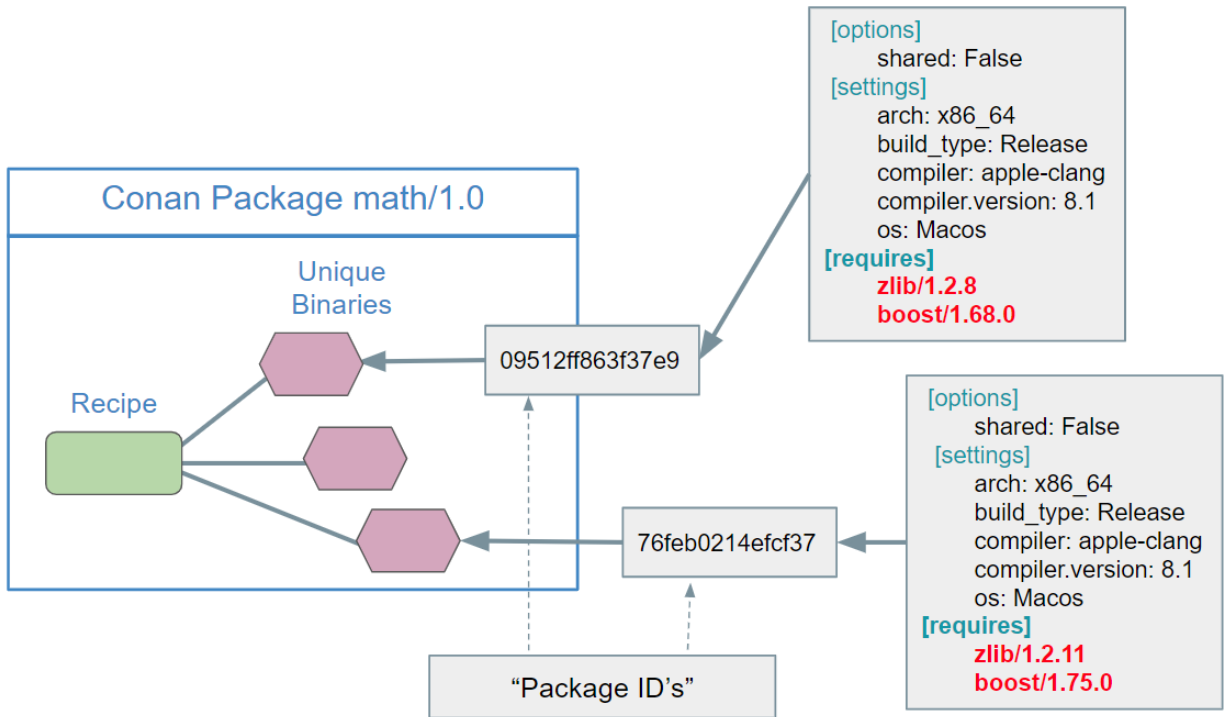 [options]
shared: False
[settings]
arch: x86_64
build_type: Release
compiler: apple-clang
compiler.version: 8.1
os: Macos
[requires]
zlib/1.2.8
boost/1.68.0
Conan Package math/1.0
Unique
Binaries
09512ff863f37e9
Recipe
76feb0214efcf37
“Package ID’s”
[options]
shared: False
[settings]
arch: x86_64
build_type: Release
compiler: apple-clang
compiler.version: 8.1
os: Macos
[requires]
zlib/1.2.11
boost/1.75.0